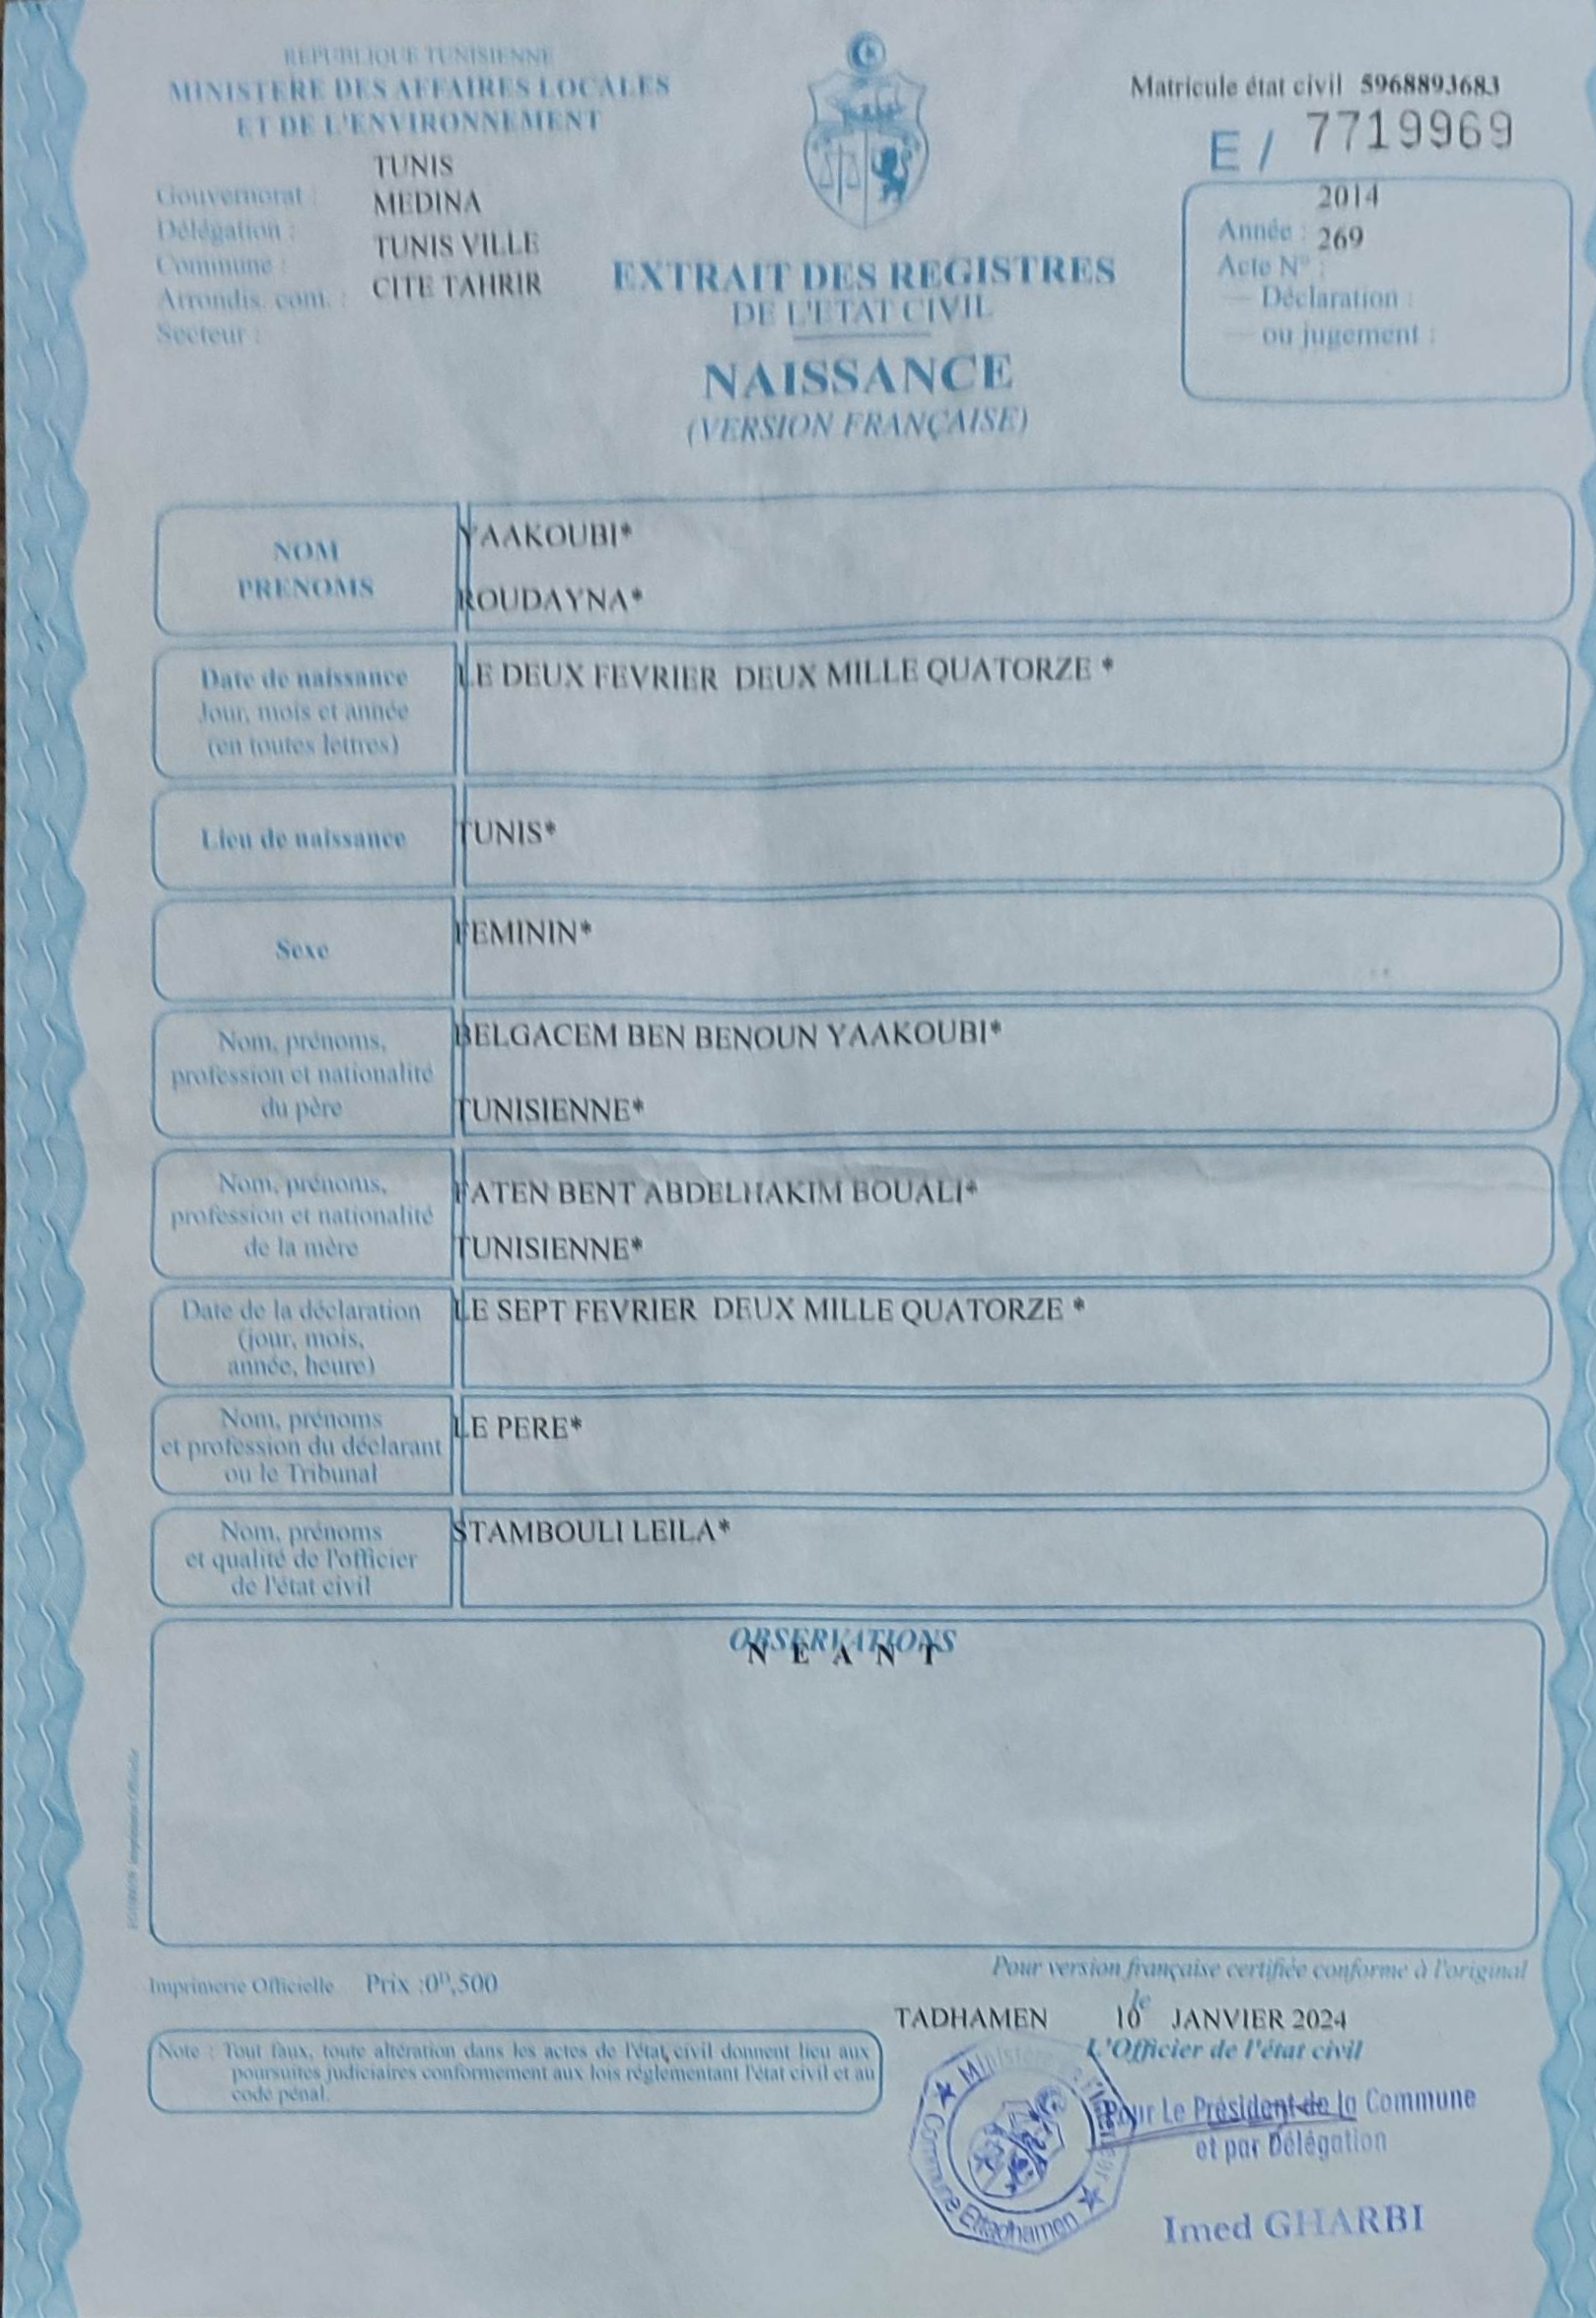 REPUBLIQUE TUNISIENNE
MINISTERE DES AFFAIRES LOCALES
ET DE L'ENVIRONNEMENT
TUNIS
Gouvernorat :
MEDINA
Délégation :
TUNIS VILLE
Commune :
CITE TAHRIR
Arrondis. com. :
Secteur :
Matricule état civil 5968893683
E / 7719969
2014
Année :
269
Acte N° :
— Déclaration :
— ou jugement :
EXTRAIT DES REGISTRES
DE L'ETAT CIVIL
NAISSANCE
(VERSION FRANÇAISE)
NOM
PRENOMS
YAAKOUBI*
ROUDAYNA*
Date de naissance
Jour, mois et année
(en toutes lettres)
LE DEUX FEVRIER DEUX MILLE QUATORZE *
Lieu de naissance
TUNIS*
Sexe
FEMININ*
Nom, prénoms,
profession et nationalité
du père
BELGACEM BEN BENOUN YAAKOUBI*
TUNISIENNE*
Nom, prénoms,
profession et nationalité
de la mère
FATEN BENT ABDELHAKIM BOUALI*
TUNISIENNE*
Date de la déclaration
(jour, mois,
année, heure)
LE SEPT FEVRIER DEUX MILLE QUATORZE *
Nom, prénoms
et profession du déclarant
ou le Tribunal
LE PERE*
Nom, prénoms
et qualité de l'officier
de l'état civil
STAMBOULI LEILA*
OBSERVATIONS
N E A N T
Imprimerie Officielle Prix :0D,500
Pour version française certifiée conforme à l'original
TADHAMEN le 10 JANVIER 2024
L'Officier de l'état civil
Note : Tout faux, toute altération dans les actes de l'état civil donnent lieu aux
poursuites judiciaires conformement aux lois réglementant l'état civil et au
code pénal.
Ministère de l'Intérieur
Commune Ettadhamen
Pour Le Président de la Commune
et par Délégation
Imed GHARBI